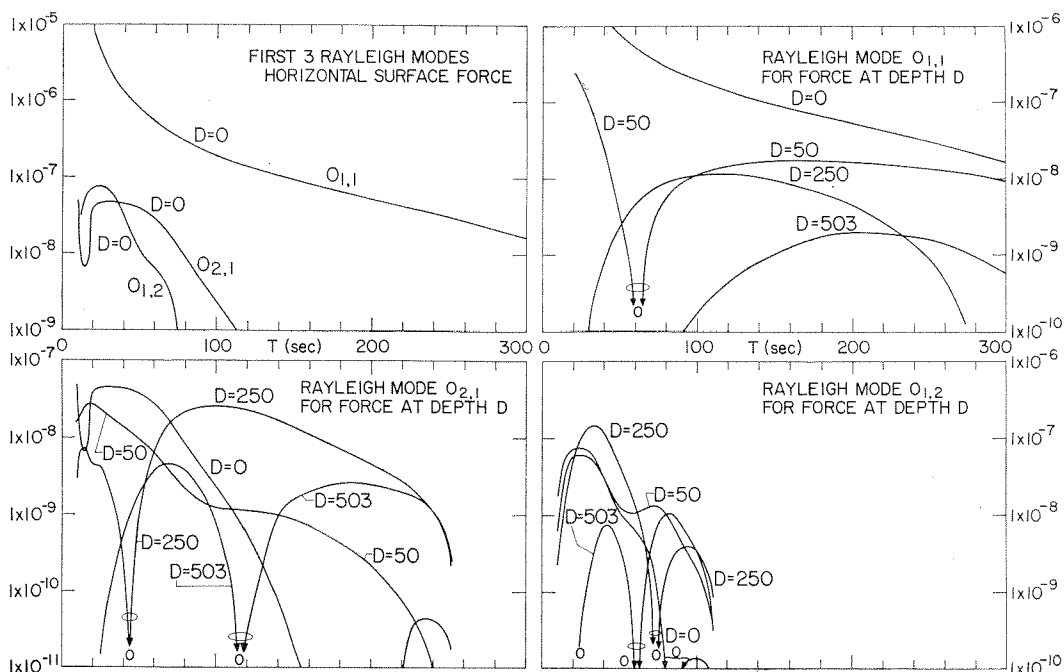 1x10⁻⁵
1x10⁻⁶
1x10⁻⁷
1x10⁻⁸
1x10⁻⁹
FIRST 3 RAYLEIGH MODES
HORIZONTAL SURFACE FORCE
D=0
O₁,₁
D=0
D=0
O₂,₁
O₁,₂
0
100
T (sec)
200
300
RAYLEIGH MODE O₁,₁
FOR FORCE AT DEPTH D
D=0
D=50
D=50
D=250
D=503
0
1x10⁻⁶
1x10⁻⁷
1x10⁻⁸
1x10⁻⁹
1x10⁻¹⁰
0
100
T (sec)
200
300
1x10⁻⁷
1x10⁻⁸
1x10⁻⁹
1x10⁻¹⁰
1x10⁻¹¹
RAYLEIGH MODE O₂,₁
FOR FORCE AT DEPTH D
D=250
D=50
D=0
D=503
D=250
D=50
D=503
0
0
RAYLEIGH MODE O₁,₂
FOR FORCE AT DEPTH D
D=250
D=50
D=503
D=250
D=0
0
0
0
0
1x10⁻⁶
1x10⁻⁷
1x10⁻⁸
1x10⁻⁹
1x10⁻¹⁰